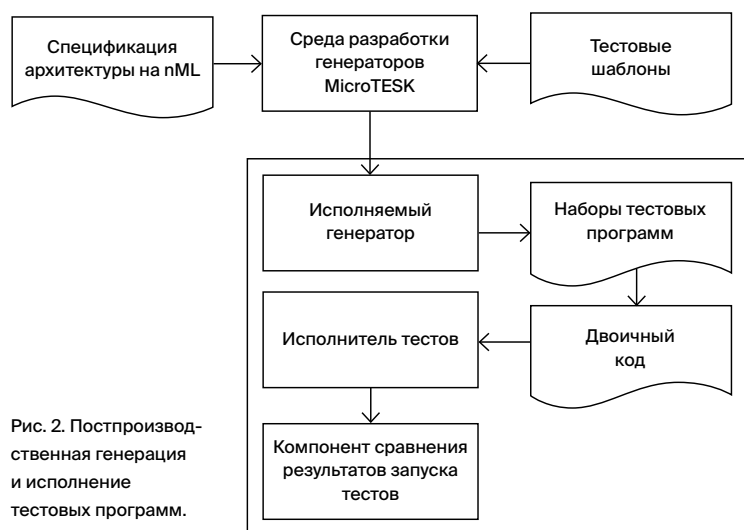 Спецификация
архитектуры на nML
Среда разработки
генераторов
MicroTESK
Тестовые
шаблоны
Исполняемый
генератор
Наборы тестовых
программ
Исполнитель тестов
Двоичный
код
Компонент сравнения
результатов запуска
тестов
Рис. 2. Постпроизвод-
ственная генерация
и исполнение
тестовых программ.